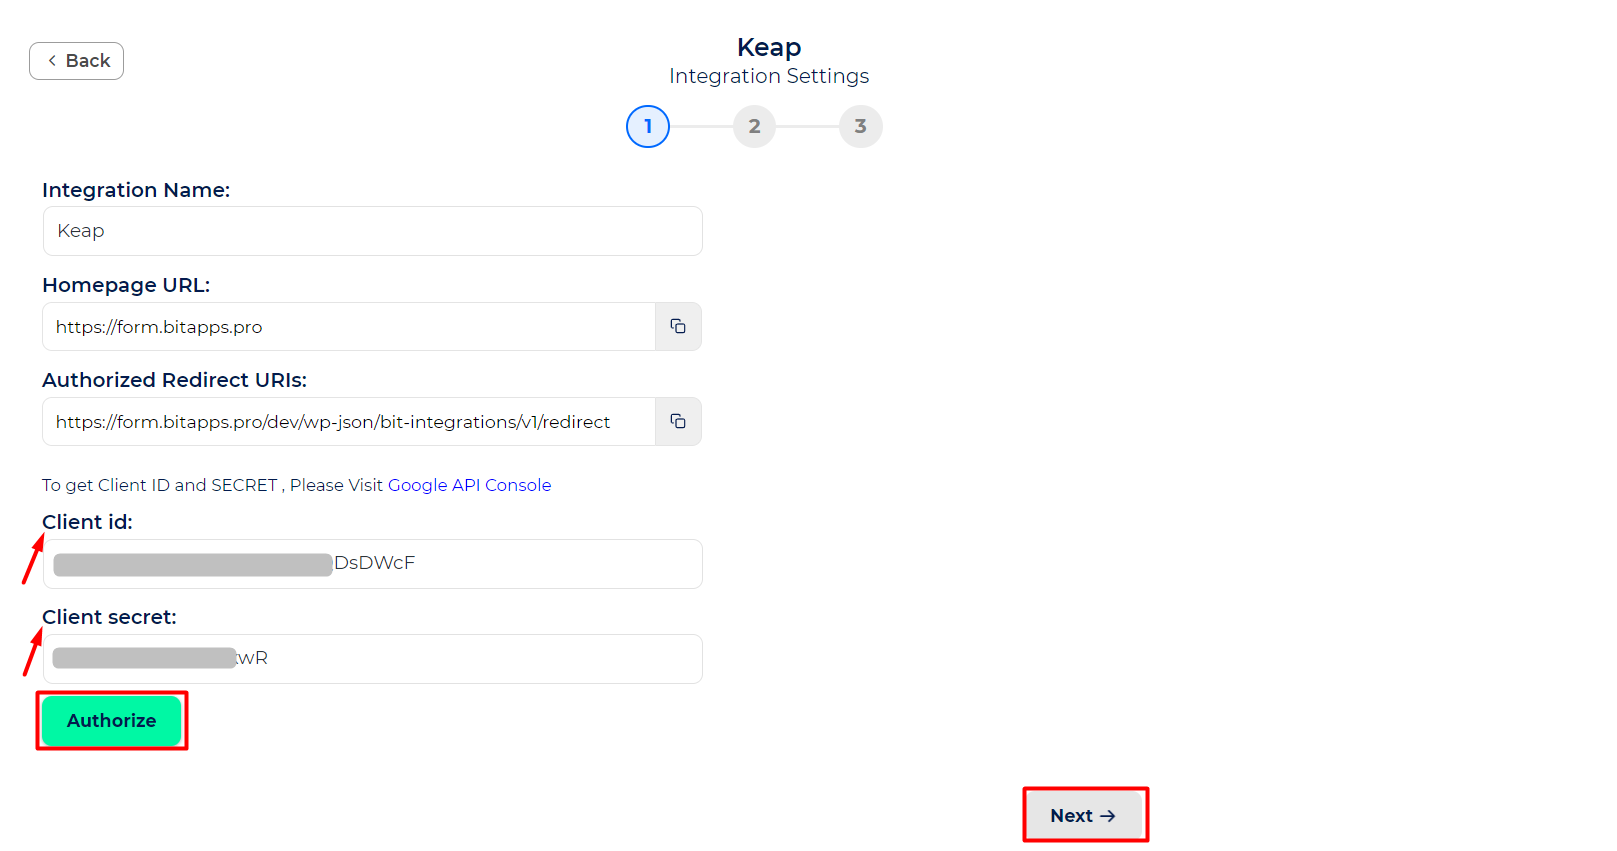 Back
Keap
Integration Settings
1 2 3
Integration Name:
Keap
Homepage URL:
https://form.bitapps.pro
Authorized Redirect URIs:
https://form.bitapps.pro/dev/wp-json/bit-integrations/v1/redirect
To get Client ID and SECRET , Please Visit Google API Console
Client id:
DsDWcF
Client secret:
wR
Authorize
Next →